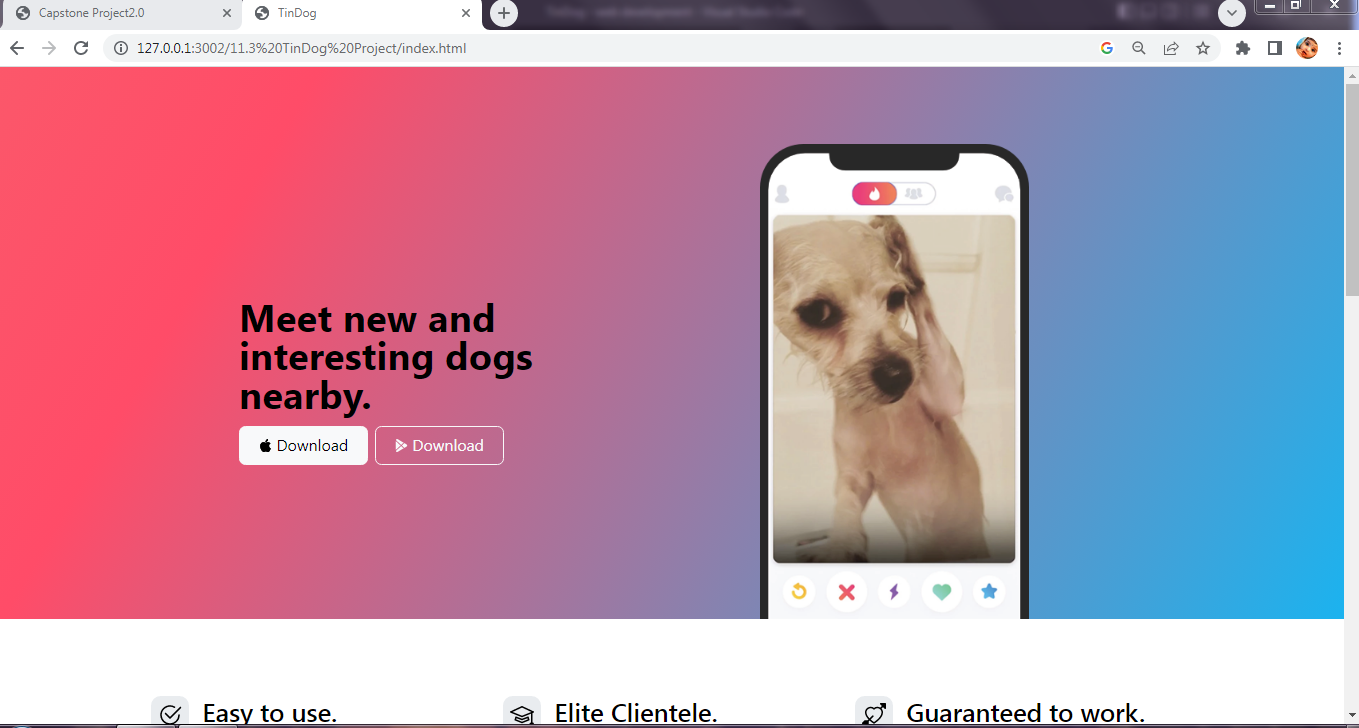 Capstone Project2.0
TinDog
127.0.0.1:3002/11.3%20TinDog%20Project/index.html
Meet new and
interesting dogs
nearby.
Download Download
Easy to use. Elite Clientele. Guaranteed to work.